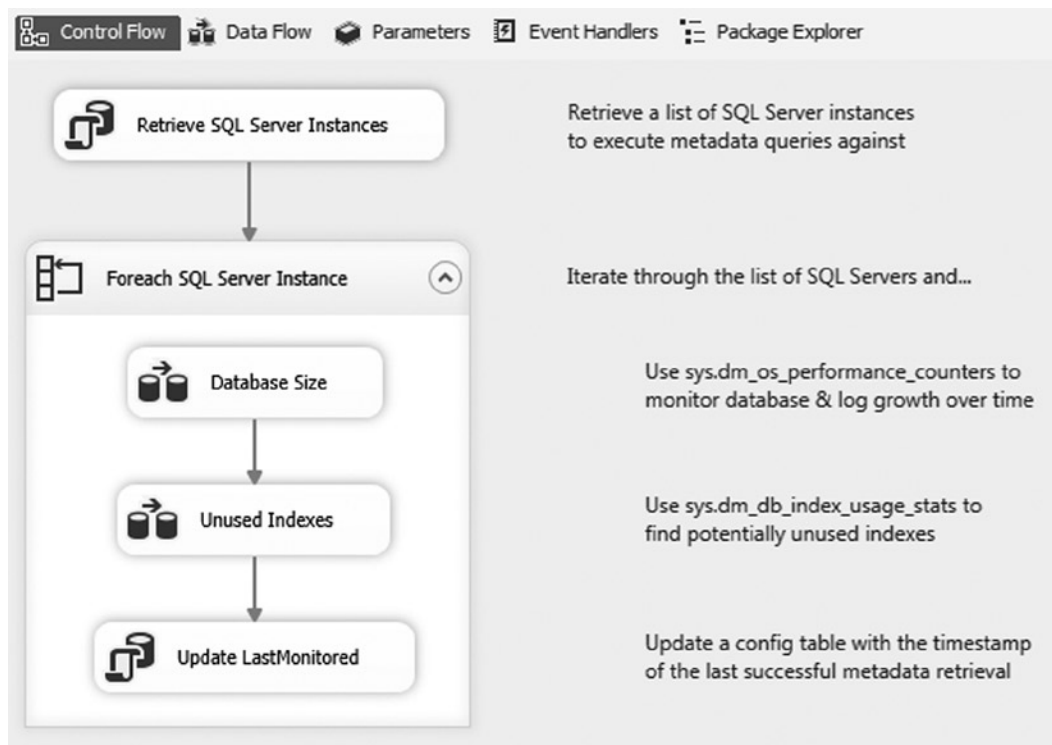 Control Flow Data Flow Parameters Event Handlers Package Explorer
Retrieve SQL Server Instances
Retrieve a list of SQL Server instances
to execute metadata queries against
Foreach SQL Server Instance
Iterate through the list of SQL Servers and...
Database Size
Use sys.dm_os_performance_counters to
monitor database & log growth over time
Unused Indexes
Use sys.dm_db_index_usage_stats to
find potentially unused indexes
Update LastMonitored
Update a config table with the timestamp
of the last successful metadata retrieval